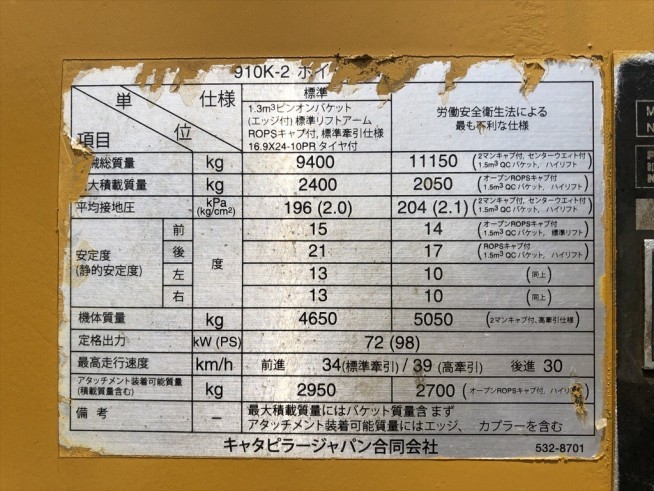 910K-2 ホイ
単 位
仕様
項目
標準
1.3m³ピンオンバケット
(エッジ付) 標準リフトアーム
ROPSキャブ付, 標準牽引仕様
16.9X24-10PR タイヤ付
労働安全衛生法による
最も不利な仕様
械総質量 kg 9400 11150 (2マンキャブ付, センターウエイト付 1.5m³ QC バケット, ハイリフト)
大積載質量 kg 2400 2050 (オープンROPSキャブ付 1.5m³ QC バケット, ハイリフト)
平均接地圧 kPa (kg/cm²) 196 (2.0) 204 (2.1) (2マンキャブ付, センターウエイト付 1.5m³ QC バケット, ハイリフト)
安定度 (静的安定度) 度
前 15 14 (オープンROPSキャブ付 1.5m³ QC バケット, 標準リフト)
後 21 17 (ROPSキャブ付 1.5m³ QC バケット, ハイリフト)
左 13 10 (同上)
右 13 10 (同上)
機体質量 kg 4650 5050 (2マンキャブ付, 高牽引仕様)
定格出力 kW (PS) 72 (98)
最高走行速度 km/h 前進 34 (標準牽引) / 39 (高牽引) 後進 30
アタッチメント装着可能質量 (積載質量含む) kg 2950 2700 (オープンROPSキャブ付, ハイリ
備 考 – 最大積載質量にはバケット質量含まず
アタッチメント装着可能質量にはエッジ、カプラーを含む
キャタピラージャパン合同会社
532-8701